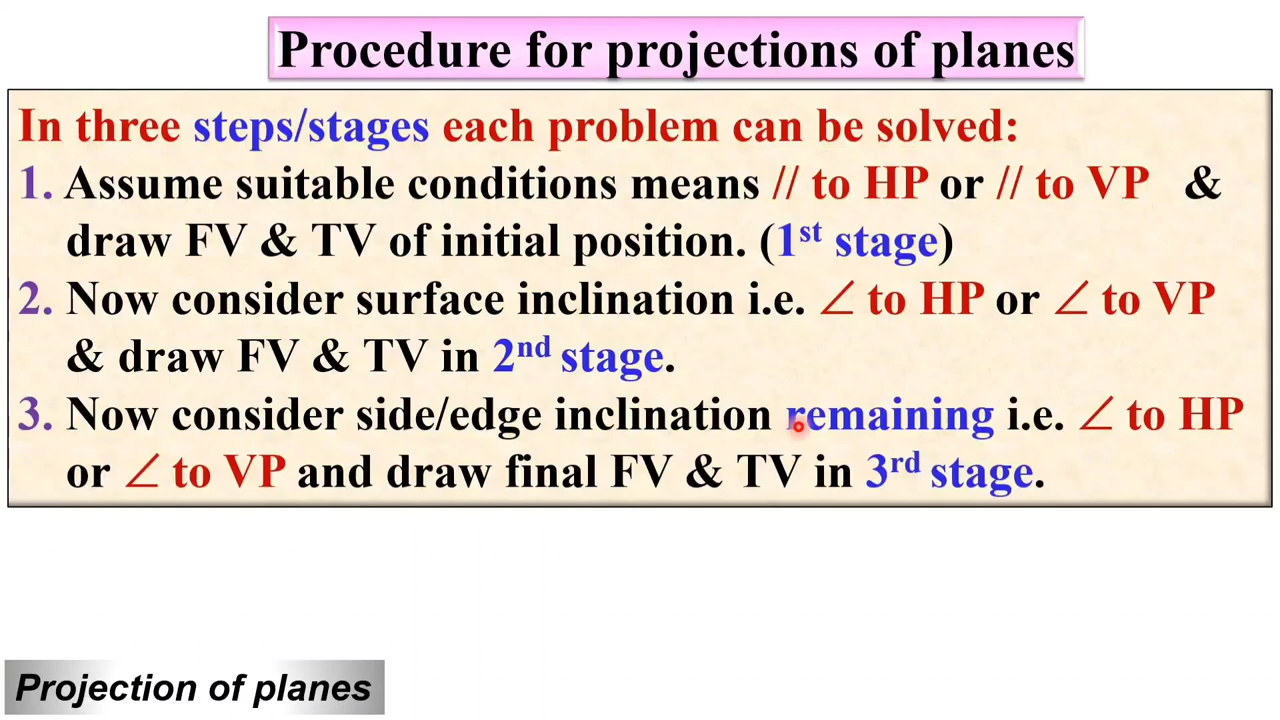 Procedure for projections of planes
In three steps/stages each problem can be solved:
1. Assume suitable conditions means // to HP or // to VP &
draw FV & TV of initial position. (1st stage)
2. Now consider surface inclination i.e. ∠ to HP or ∠ to VP
& draw FV & TV in 2nd stage.
3. Now consider side/edge inclination remaining i.e. ∠ to HP
or ∠ to VP and draw final FV & TV in 3rd stage.
Projection of planes